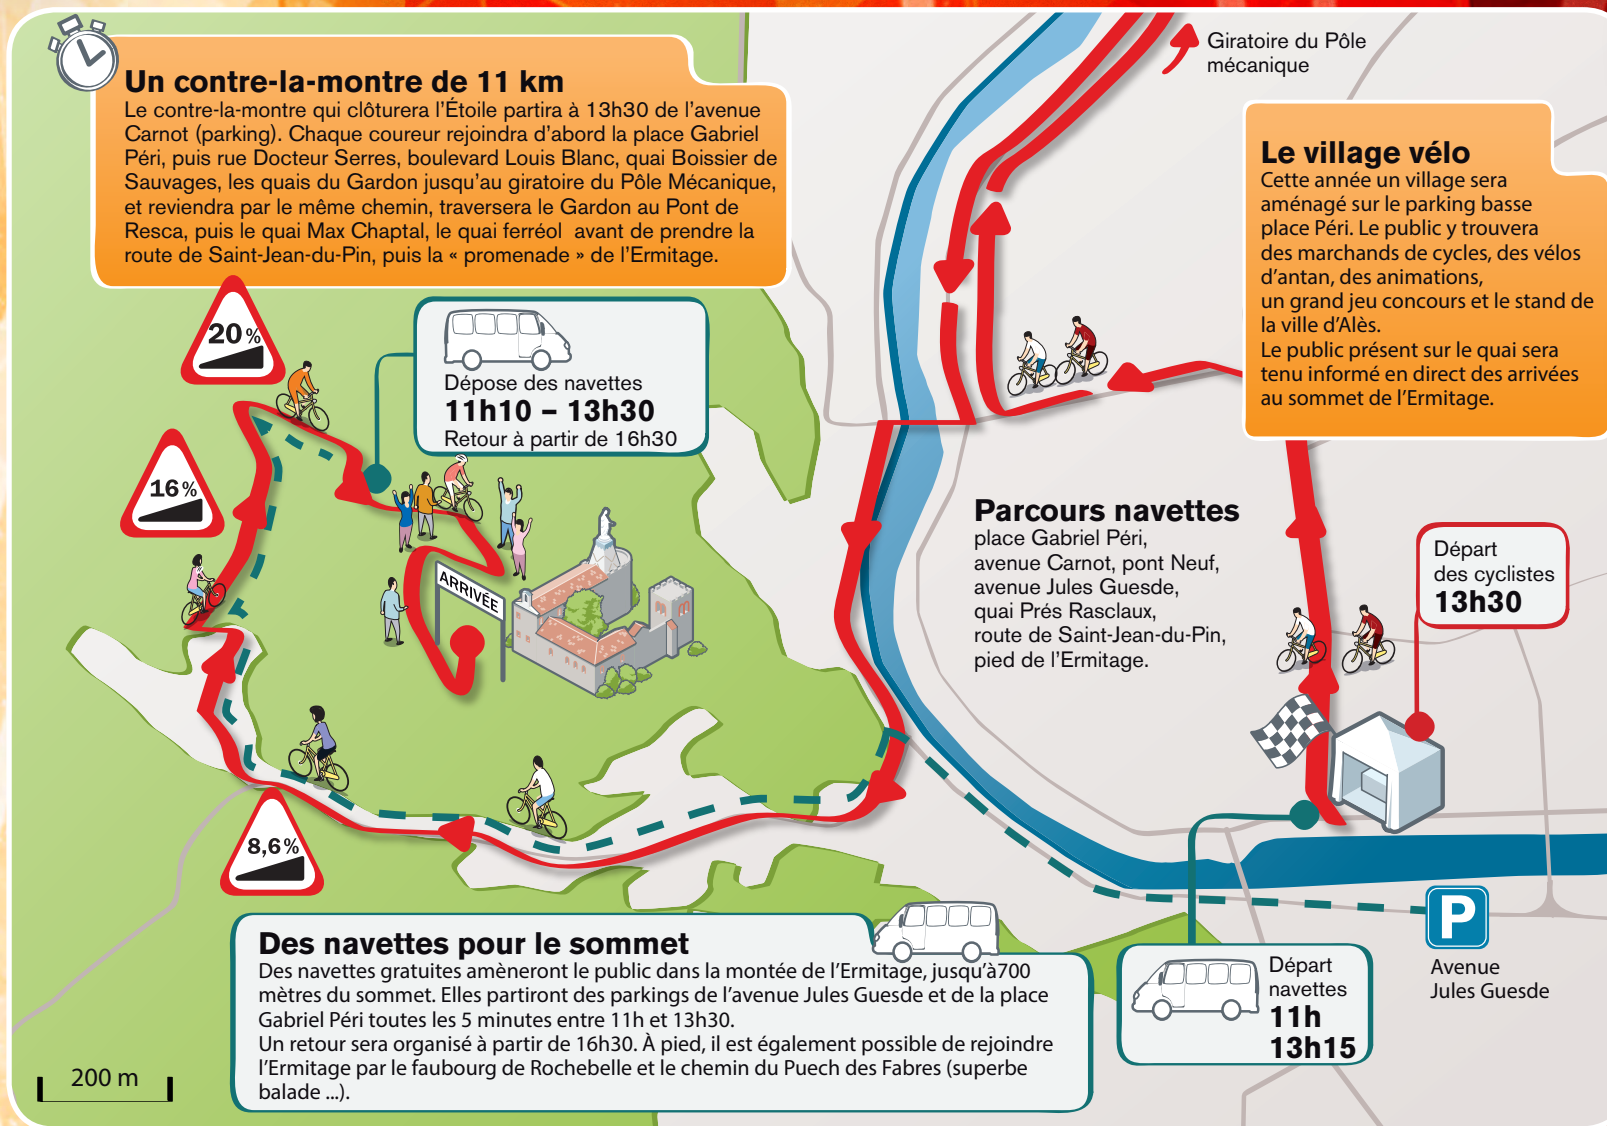 Un contre-la-montre de 11 km
Le contre-la-montre qui clôturera l'Étoile partira à 13h30 de l'avenue
Carnot (parking). Chaque coureur rejoindra d'abord la place Gabriel
Péri, puis rue Docteur Serres, boulevard Louis Blanc, quai Boissier de
Sauvages, les quais du Gardon jusqu'au giratoire du Pôle Mécanique,
et reviendra par le même chemin, traversera le Gardon au Pont de
Resca, puis le quai Max Chaptal, le quai ferréol avant de prendre la
route de Saint-Jean-du-Pin, puis la « promenade » de l'Ermitage.
Giratoire du Pôle
mécanique
Le village vélo
Cette année un village sera
aménagé sur le parking basse
place Péri. Le public y trouvera
des marchands de cycles, des vélos
d'antan, des animations,
un grand jeu concours et le stand de
la ville d'Alès.
Le public présent sur le quai sera
tenu informé en direct des arrivées
au sommet de l'Ermitage.
20 %
Dépose des navettes
11h10 – 13h30
Retour à partir de 16h30
16 %
ARRIVÉE
Parcours navettes
place Gabriel Péri,
avenue Carnot, pont Neuf,
avenue Jules Guesde,
quai Prés Rasclaux,
route de Saint-Jean-du-Pin,
pied de l'Ermitage.
Départ
des cyclistes
13h30
8,6 %
Des navettes pour le sommet
Des navettes gratuites amèneront le public dans la montée de l'Ermitage, jusqu'à700
mètres du sommet. Elles partiront des parkings de l'avenue Jules Guesde et de la place
Gabriel Péri toutes les 5 minutes entre 11h et 13h30.
Un retour sera organisé à partir de 16h30. À pied, il est également possible de rejoindre
l'Ermitage par le faubourg de Rochebelle et le chemin du Puech des Fabres (superbe
balade ...).
Départ
navettes
11h
13h15
P
Avenue
Jules Guesde
200 m